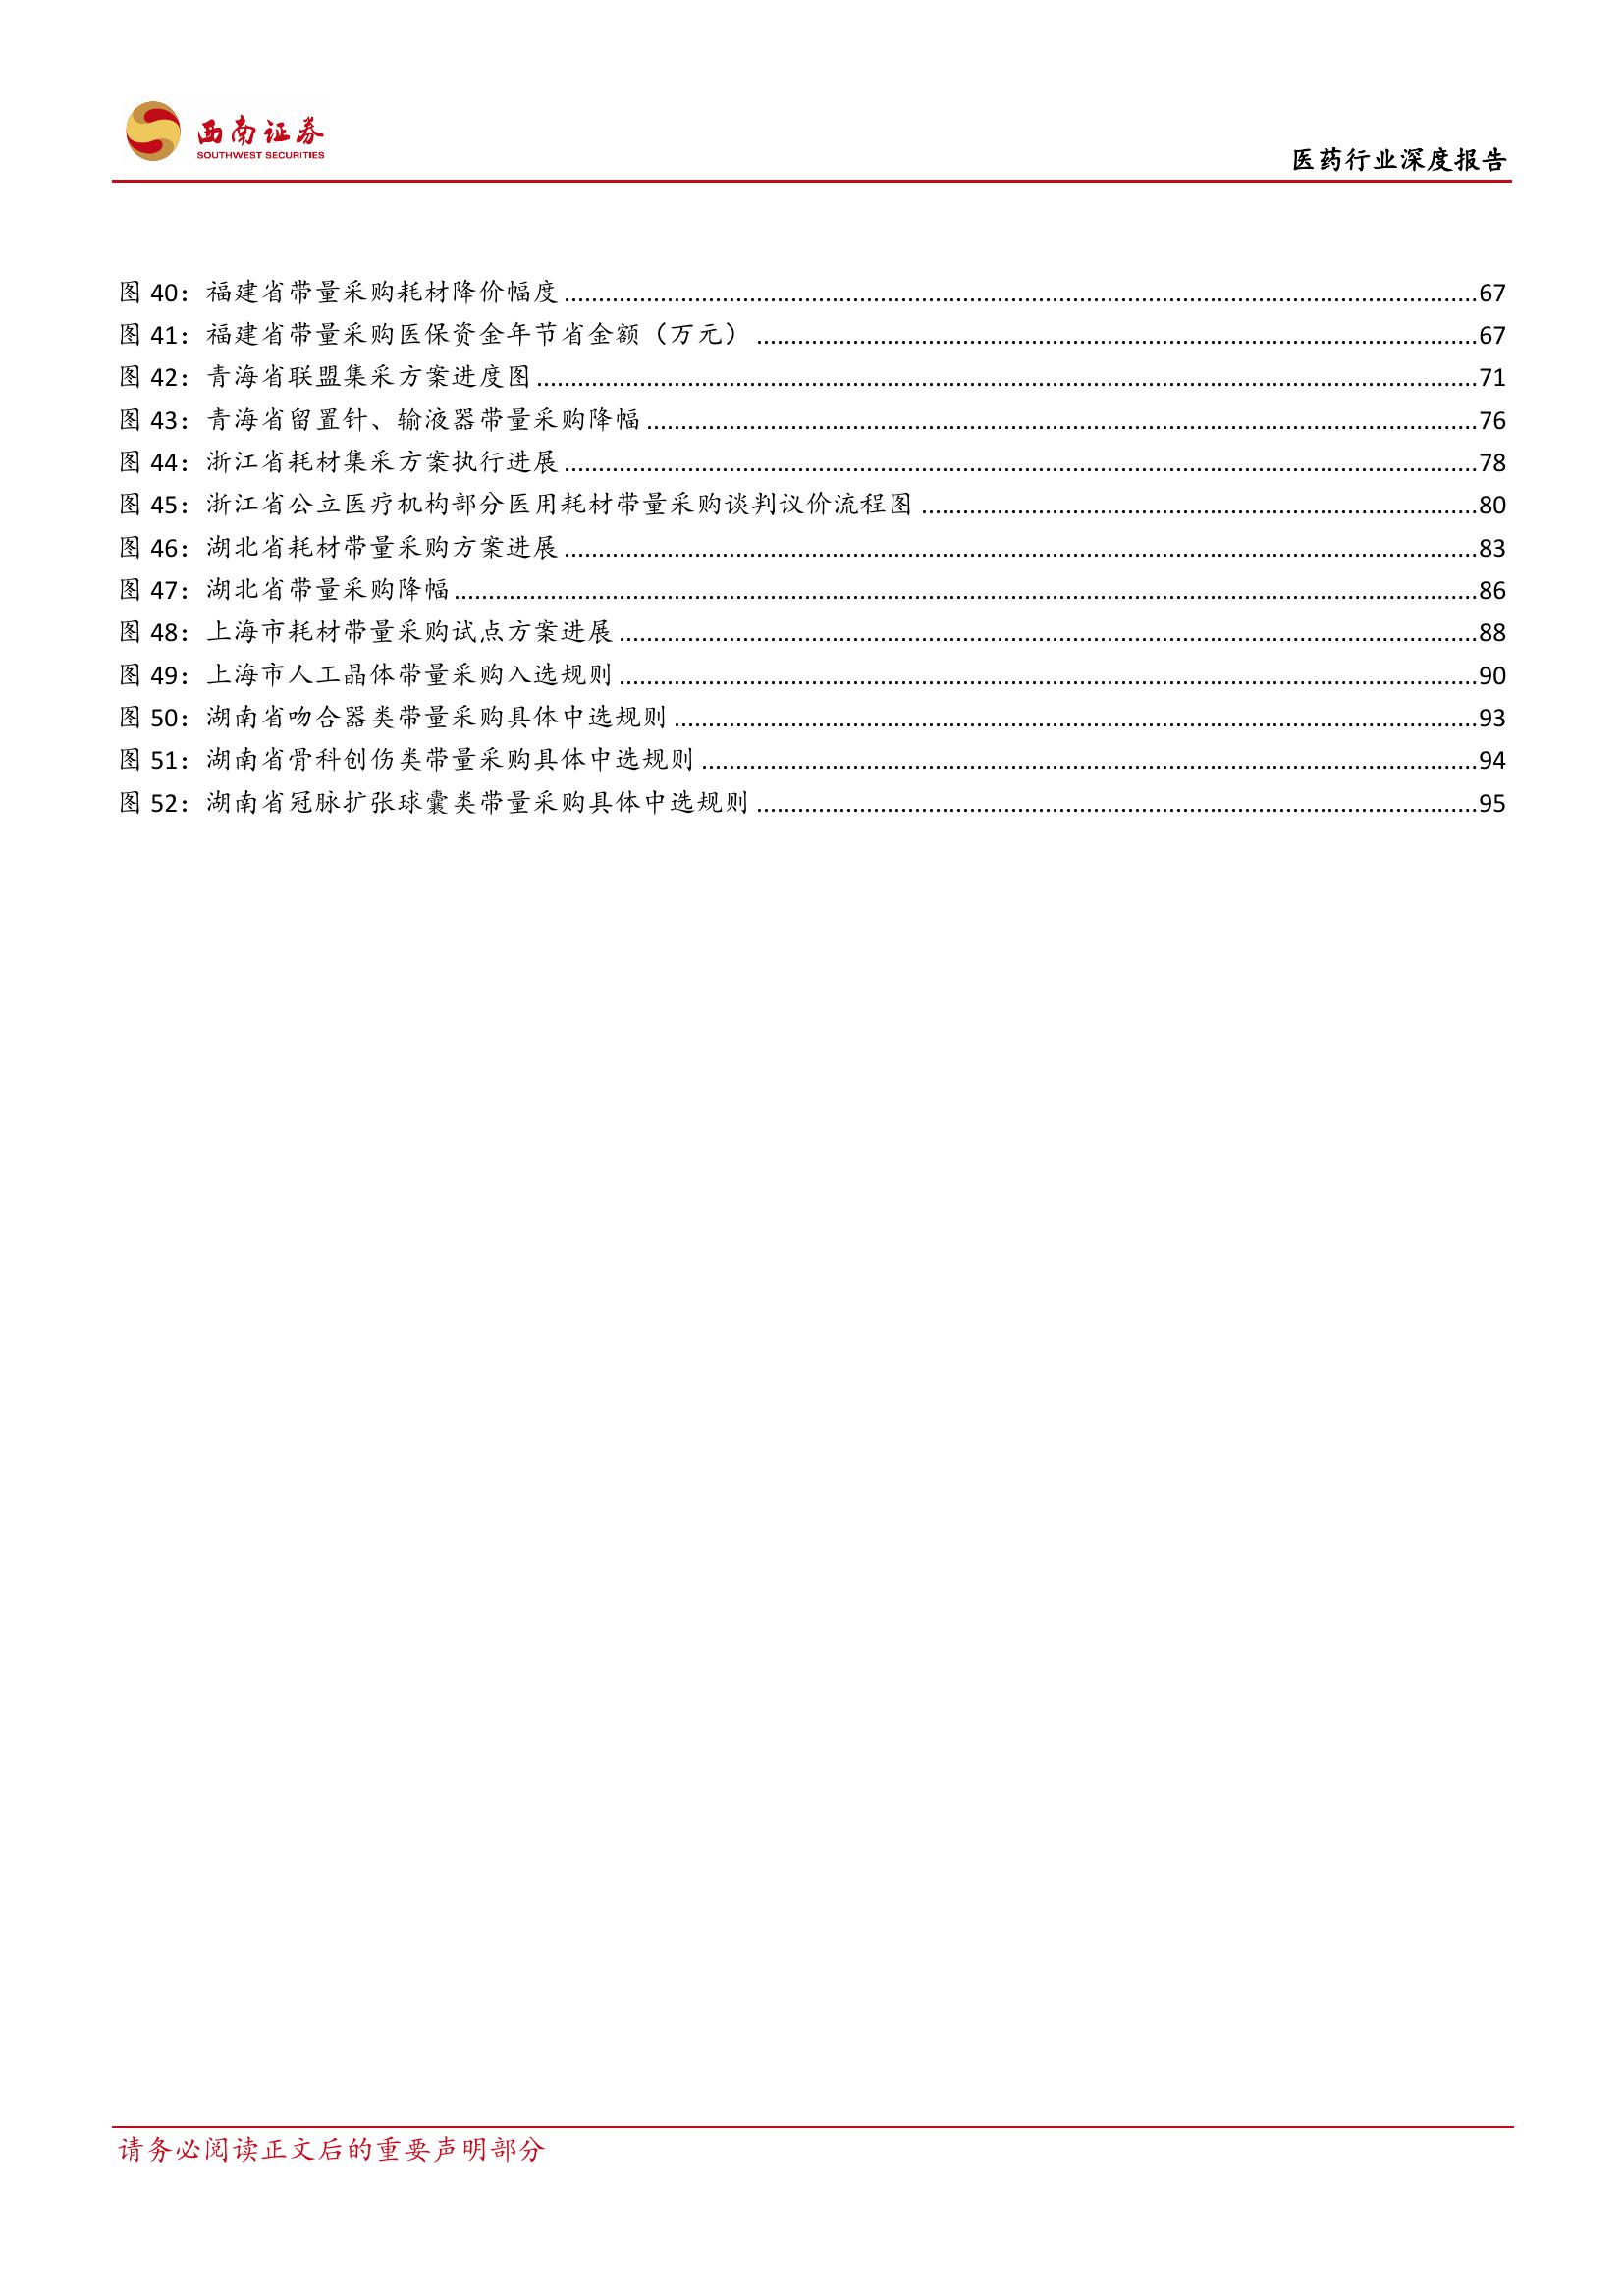 西南证券
SOUTHWEST SECURITIES
医药行业深度报告
图 40：福建省带量采购耗材降价幅度........67
图 41：福建省带量采购医保资金年节省金额（万元）........67
图 42：青海省联盟集采方案进度图........71
图 43：青海省留置针、输液器带量采购降幅........76
图 44：浙江省耗材集采方案执行进展........78
图 45：浙江省公立医疗机构部分医用耗材带量采购谈判议价流程图........80
图 46：湖北省耗材带量采购方案进展........83
图 47：湖北省带量采购降幅........86
图 48：上海市耗材带量采购试点方案进展........88
图 49：上海市人工晶体带量采购入选规则........90
图 50：湖南省吻合器类带量采购具体中选规则........93
图 51：湖南省骨科创伤类带量采购具体中选规则........94
图 52：湖南省冠脉扩张球囊类带量采购具体中选规则........95
请务必阅读正文后的重要声明部分